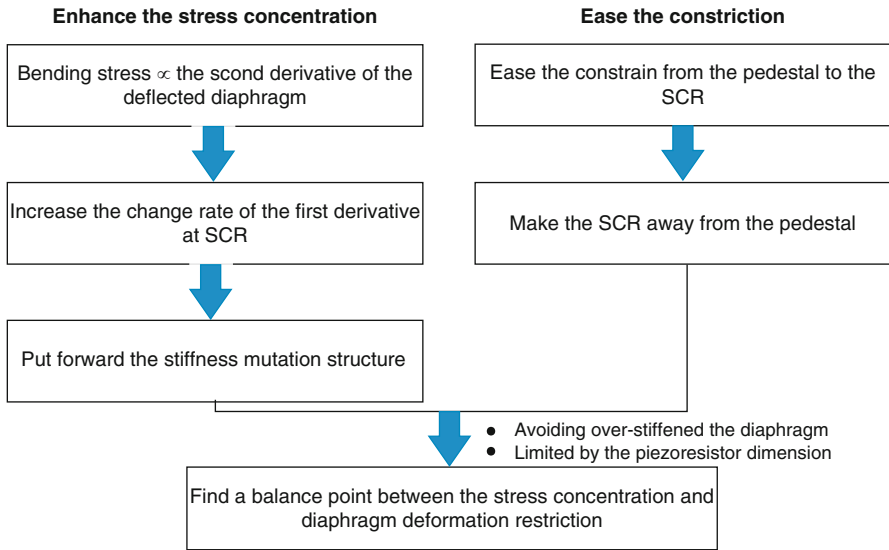 Enhance the stress concentration
Bending stress ∝ the scond derivative of the
deflected diaphragm
Increase the change rate of the first derivative
at SCR
Put forward the stiffness mutation structure
Ease the constriction
Ease the constrain from the pedestal to the
SCR
Make the SCR away from the pedestal
● Avoiding over-stiffened the diaphragm
● Limited by the piezoresistor dimension
Find a balance point between the stress concentration and
diaphragm deformation restriction